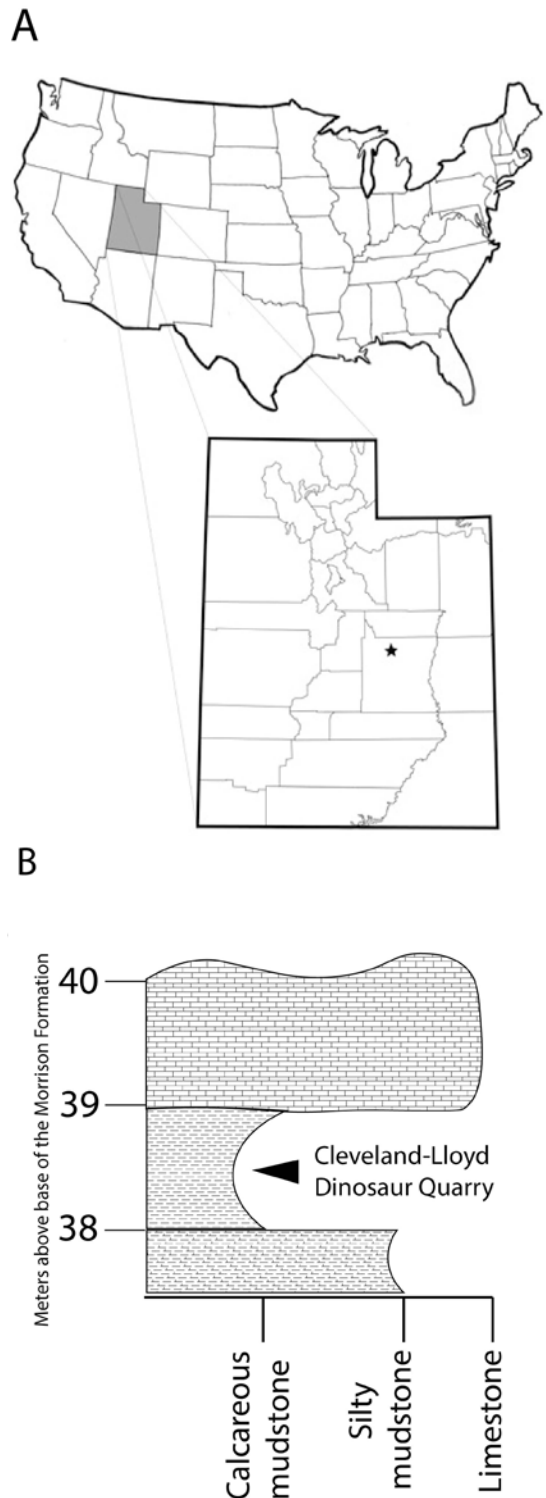 A
B
Meters above base of the Morrison Formation
40
39
38
Cleveland-Lloyd
Dinosaur Quarry
Calcareous
mudstone
Silty
mudstone
Limestone